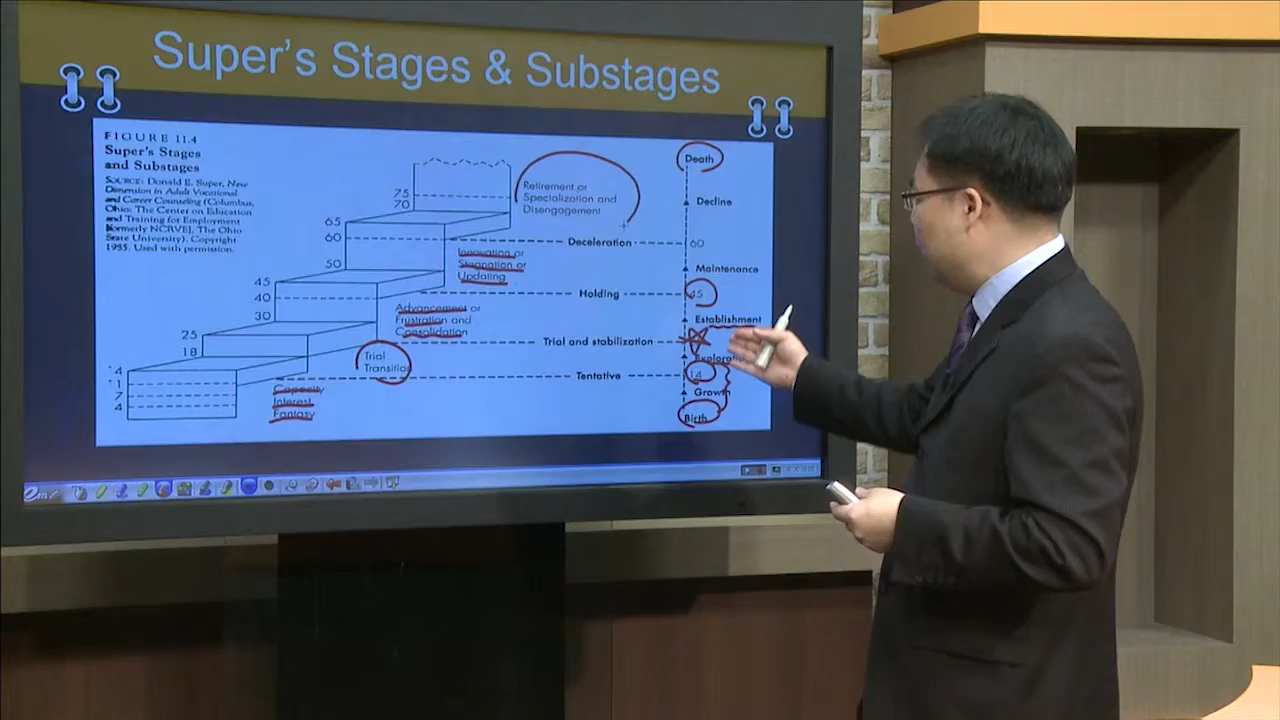 Super's Stages & Substages
FIGURE 11.4
Super's Stages
and Substages
SOURCE: Donald E. Super, New
Dimension in Adult Vocational
and Career Counseling (Columbus,
Ohio: The Center on Education
and Training for Employment
[formerly NCRVE], The Ohio
State University), Copyright
1985. Used with permission.
75
70
Retirement or
Specialization and
Disengagement
65
60
Deceleration
Innovation or
Stagnation or
Updating
50
45
40
30
Holding
Advancement or
Frustration and
Consolidation
25
18
Trial and stabilization
Trial
Transition
4
1
7
4
Tentative
Capacity
Interest
Fantasy
Death
Decline
60
Maintenance
45
Establishment
Exploration
14
Growth
Birth